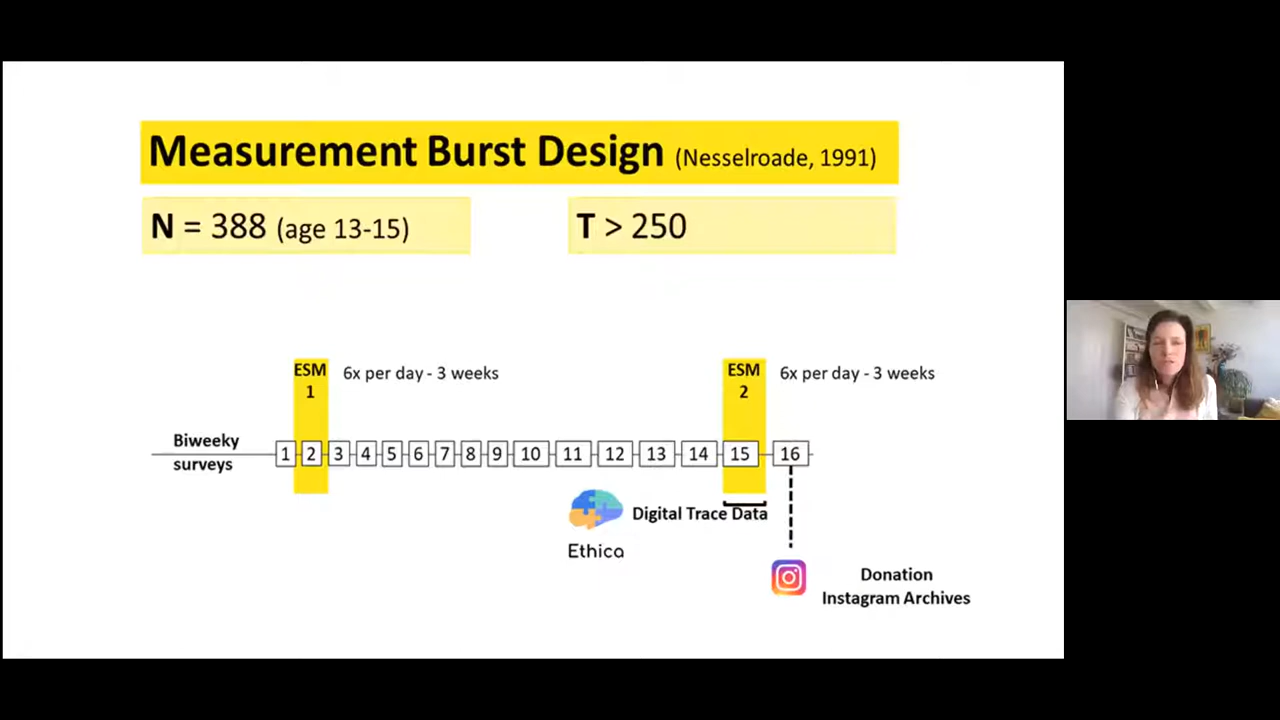 Measurement Burst Design (Nesselroade, 1991)
N = 388 (age 13-15)
T > 250
ESM
1
6x per day - 3 weeks
ESM
2
6x per day - 3 weeks
Biweeky
surveys
1 2 3 4 5 6 7 8 9 10 11 12 13 14 15 16
Digital Trace Data
Ethica
Donation
Instagram Archives